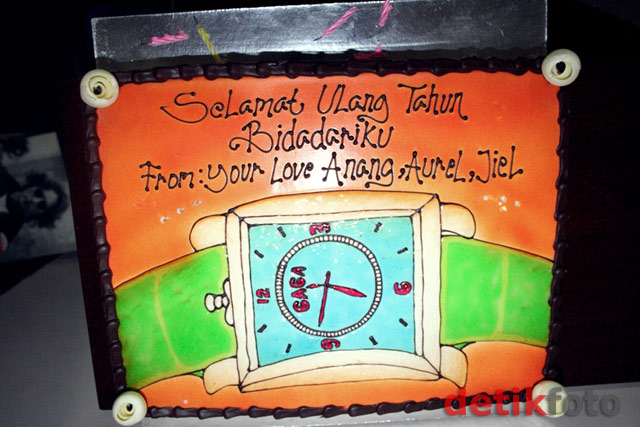 Selamat Ulang Tahun
Bidadariku
From: Your Love Anang, Aurel, Jiel
3
12
GAGA
6
9
detikfoto